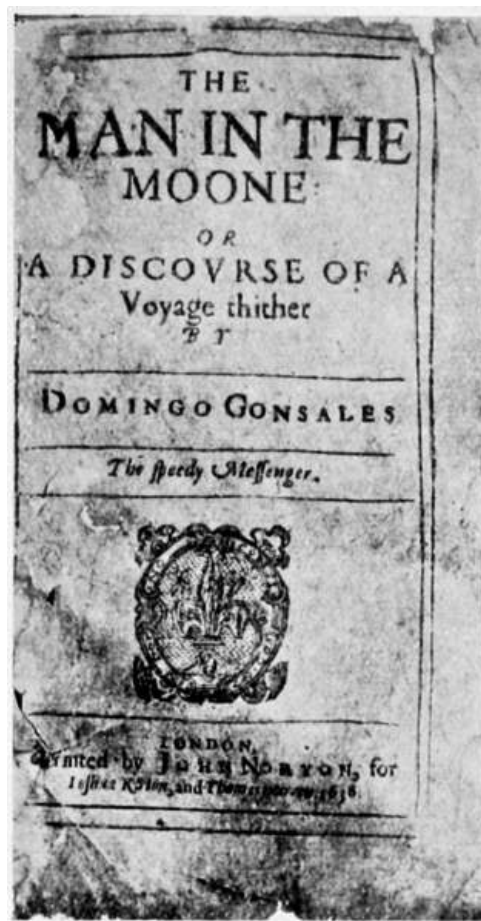 THE
MAN IN THE
MOONE:
OR
A DISCOVRSE OF A
Voyage thither
BY
DOMINGO GONSALES
The speedy Messenger.
LONDON,
Printed by JOHN NORTON, for
and